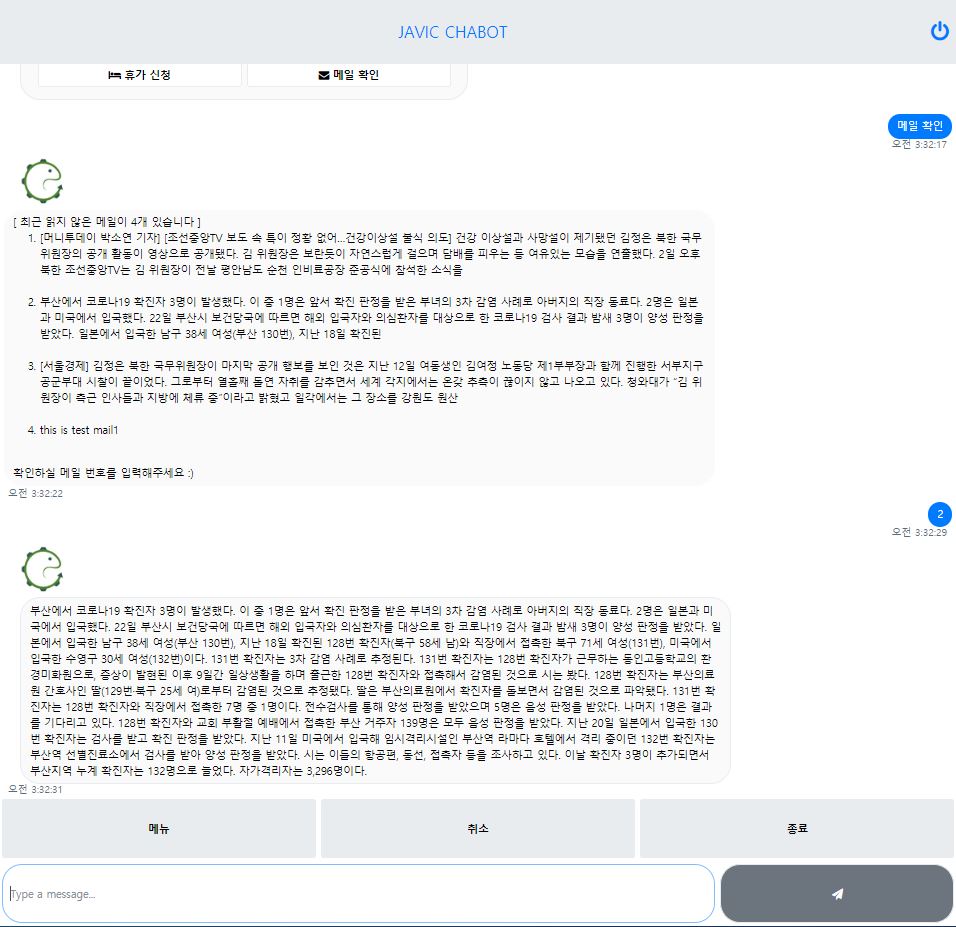 JAVIC CHABOT
휴가 신청
메일 확인
메일 확인
오전 3:32:17
[ 최근 읽지 않은 메일이 4개 있습니다 ]
1. [머니투데이 박소연 기자] [조선중앙TV 보도 속 특이 정황 없어...건강이상설 불식 의도] 건강 이상설과 사망설이 제기됐던 김정은 북한 국무
위원장의 공개 활동이 영상으로 공개됐다. 김 위원장은 보란듯이 자연스럽게 걸으며 담배를 피우는 등 여유있는 모습을 연출했다. 2일 오후
북한 조선중앙TV는 김 위원장이 전날 평안남도 순천 인비료공장 준공식에 참석한 소식을
2. 부산에서 코로나19 확진자 3명이 발생했다. 이 중 1명은 앞서 확진 판정을 받은 부녀의 3차 감염 사례로 아버지의 직장 동료다. 2명은 일본
과 미국에서 입국했다. 22일 부산시 보건당국에 따르면 해외 입국자와 의심환자를 대상으로 한 코로나19 검사 결과 밤새 3명이 양성 판정을
받았다. 일본에서 입국한 남구 38세 여성(부산 130번), 지난 18일 확진된
3. [서울경제] 김정은 북한 국무위원장이 마지막 공개 행보를 보인 것은 지난 12일 여동생인 김여정 노동당 제1부부장과 함께 진행한 서부지구
공군부대 시찰이 끝이었다. 그로부터 열흘째 돌연 자취를 감추면서 세계 각지에서는 온갖 추측이 끊이지 않고 나오고 있다. 청와대가 “김 위
원장이 측근 인사들과 지방에 체류 중”이라고 밝혔고 일각에서는 그 장소를 강원도 원산
4. this is test mail1
확인하실 메일 번호를 입력해주세요 :)
오전 3:32:22
2
오전 3:32:29
부산에서 코로나19 확진자 3명이 발생했다. 이 중 1명은 앞서 확진 판정을 받은 부녀의 3차 감염 사례로 아버지의 직장 동료다. 2명은 일본과 미
국에서 입국했다. 22일 부산시 보건당국에 따르면 해외 입국자와 의심환자를 대상으로 한 코로나19 검사 결과 밤새 3명이 양성 판정을 받았다. 일
본에서 입국한 남구 38세 여성(부산 130번), 지난 18일 확진된 128번 확진자(북구 58세 남)와 직장에서 접촉한 북구 71세 여성(131번), 미국에서
입국한 수영구 30세 여성(132번)이다. 131번 확진자는 3차 감염 사례로 추정된다. 131번 확진자는 128번 확진자가 근무하는 동인고등학교의 환
경미화원으로, 증상이 발현된 이후 9일간 일상생활을 하며 출근한 128번 확진자와 접촉해서 감염된 것으로 시는 봤다. 128번 확진자는 부산의료
원 간호사인 딸(129번·북구 25세 여)로부터 감염된 것으로 추정됐다. 딸은 부산의료원에서 확진자를 돌보면서 감염된 것으로 파악됐다. 131번 확
진자는 128번 확진자와 직장에서 접촉한 7명 중 1명이다. 전수검사를 통해 양성 판정을 받았으며 5명은 음성 판정을 받았다. 나머지 1명은 결과
를 기다리고 있다. 128번 확진자와 교회 부활절 예배에서 접촉한 부산 거주자 139명은 모두 음성 판정을 받았다. 지난 20일 일본에서 입국한 130
번 확진자는 검사를 받고 확진 판정을 받았다. 지난 11일 미국에서 입국해 임시격리시설인 부산역 라마다 호텔에서 격리 중이던 132번 확진자는
부산역 선별진료소에서 검사를 받아 양성 판정을 받았다. 시는 이들의 항공편, 동선, 접촉자 등을 조사하고 있다. 이날 확진자 3명이 추가되면서
부산지역 누계 확진자는 132명으로 늘었다. 자가격리자는 3,296명이다.
오전 3:32:31
메뉴
취소
종료
Type a message...